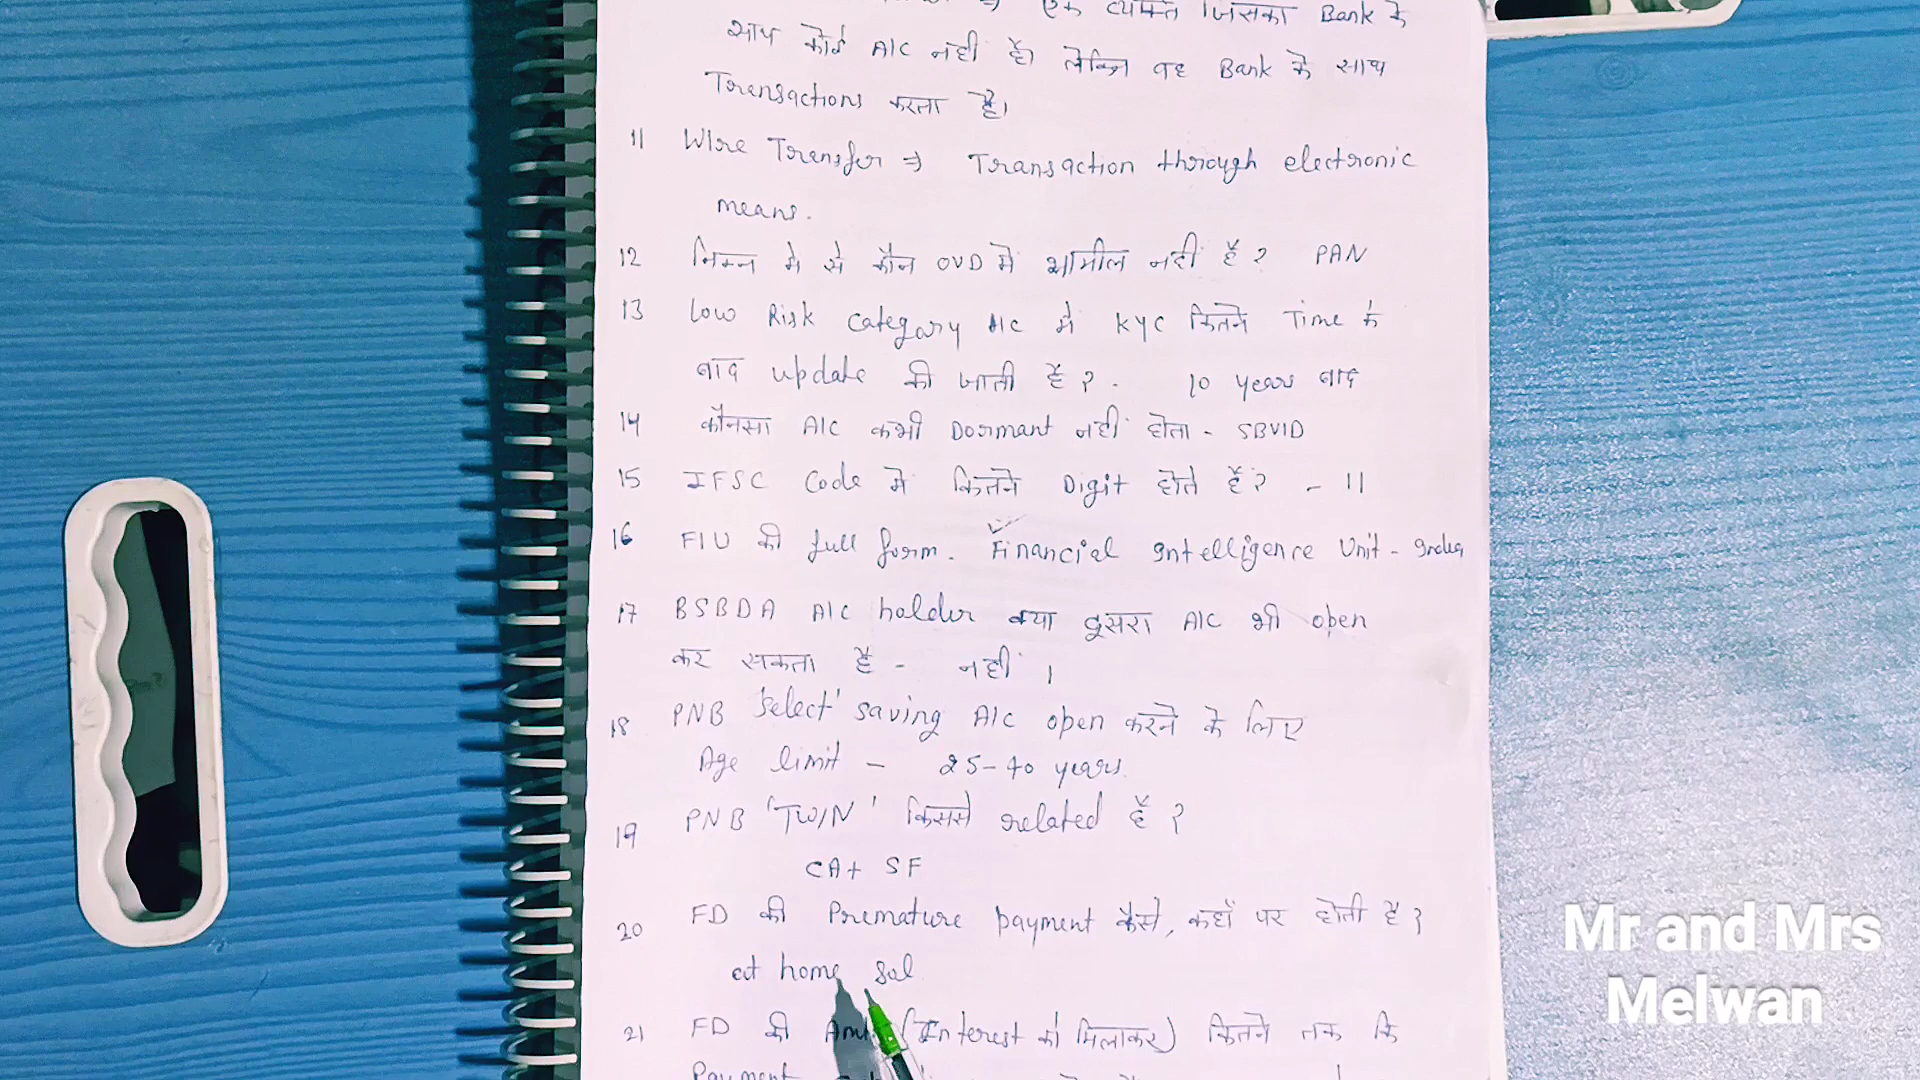 ⇒ एक व्यक्ति जिसका Bank के
साथ कोई A/C नही है। लेकिन वह Bank के साथ
Transactions करता है।
11 Wire Transfer ⇒ Transaction through electronic
means.
12 निम्न मे से कौन OVD में शामील नही है ? PAN
13 Low Risk Category A/C मे KYC कितने Time के
बाद update की जाती है ? . 10 years बाद
14 कौनसा A/C कभी Dormant नही होता - SBVID
15 IFSC Code मे कितने Digit होते है ? - 11
16 FIU की full form. Financial Intelligence Unit - India
17 BSBDA A/C holder क्या दूसरा A/C भी open
कर सकता है - नही ।
18 PNB 'Select' saving A/C open करने के लिए
Age limit - 25-40 years.
19 PNB 'TWIN' किससे related है ?
CA+ SF
20 FD की Premature payment कैसे, कहाँ पर होती है ?
at home sol
21 FD की Amt (Interest को मिलाकर) कितने तक कि
Payment
Mr and Mrs
Melwan